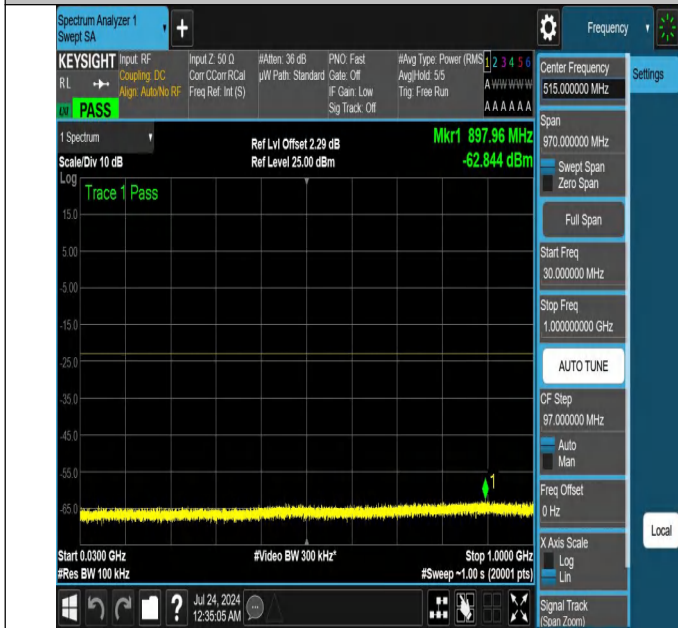 Spectrum Analyzer 1
Swept SA
+
Frequency
KEYSIGHT
RL
PASS
Input: RF
Coupling: DC
Align: Auto/No RF
Input Z: 50 Ω
Corr CCorr RCal
Freq Ref: Int (S)
#Atten: 36 dB
µW Path: Standard
PNO: Fast
Gate: Off
IF Gain: Low
Sig Track: Off
#Avg Type: Power (RMS
Avg|Hold: 5/5
Trig: Free Run
1 2 3 4 5 6
A W W W W W
A A A A A A
1 Spectrum
Scale/Div 10 dB
Ref Lvl Offset 2.29 dB
Ref Level 25.00 dBm
Mkr1 897.96 MHz
-62.844 dBm
Log
Trace 1 Pass
15.0
5.00
-5.00
-15.0
-25.0
-35.0
-45.0
-55.0
-65.0
1
Start 0.0300 GHz
#Res BW 100 kHz
#Video BW 300 kHz*
Stop 1.0000 GHz
#Sweep ~1.00 s (20001 pts)
Jul 24, 2024
12:35:05 AM
?
Center Frequency
515.000000 MHz
Settings
Span
970.000000 MHz
Swept Span
Zero Span
Full Span
Start Freq
30.000000 MHz
Stop Freq
1.000000000 GHz
AUTO TUNE
CF Step
97.000000 MHz
Auto
Man
Freq Offset
0 Hz
Local
X Axis Scale
Log
Lin
Signal Track
(Span Zoom)